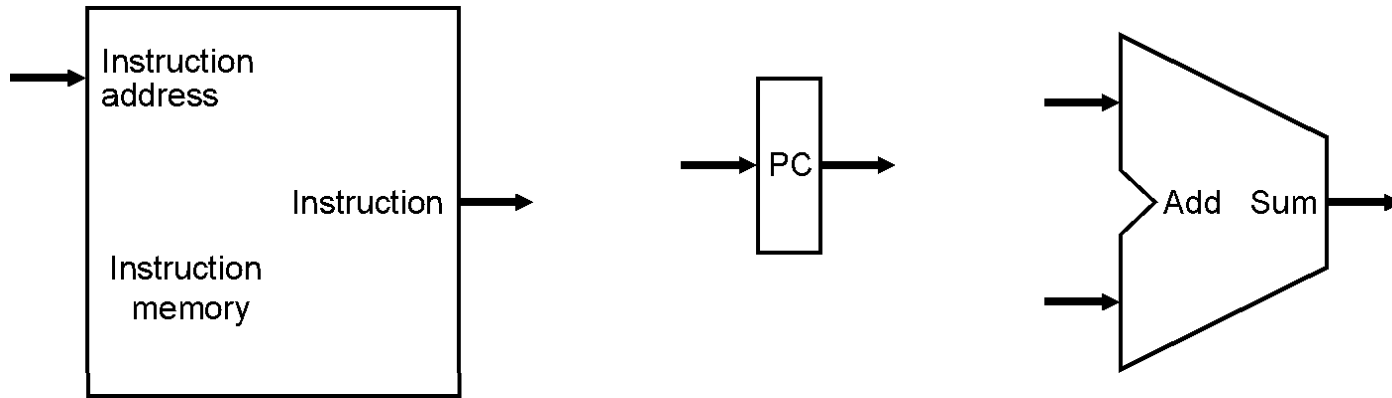 Instruction
address
Instruction
Instruction
memory
PC
Add Sum